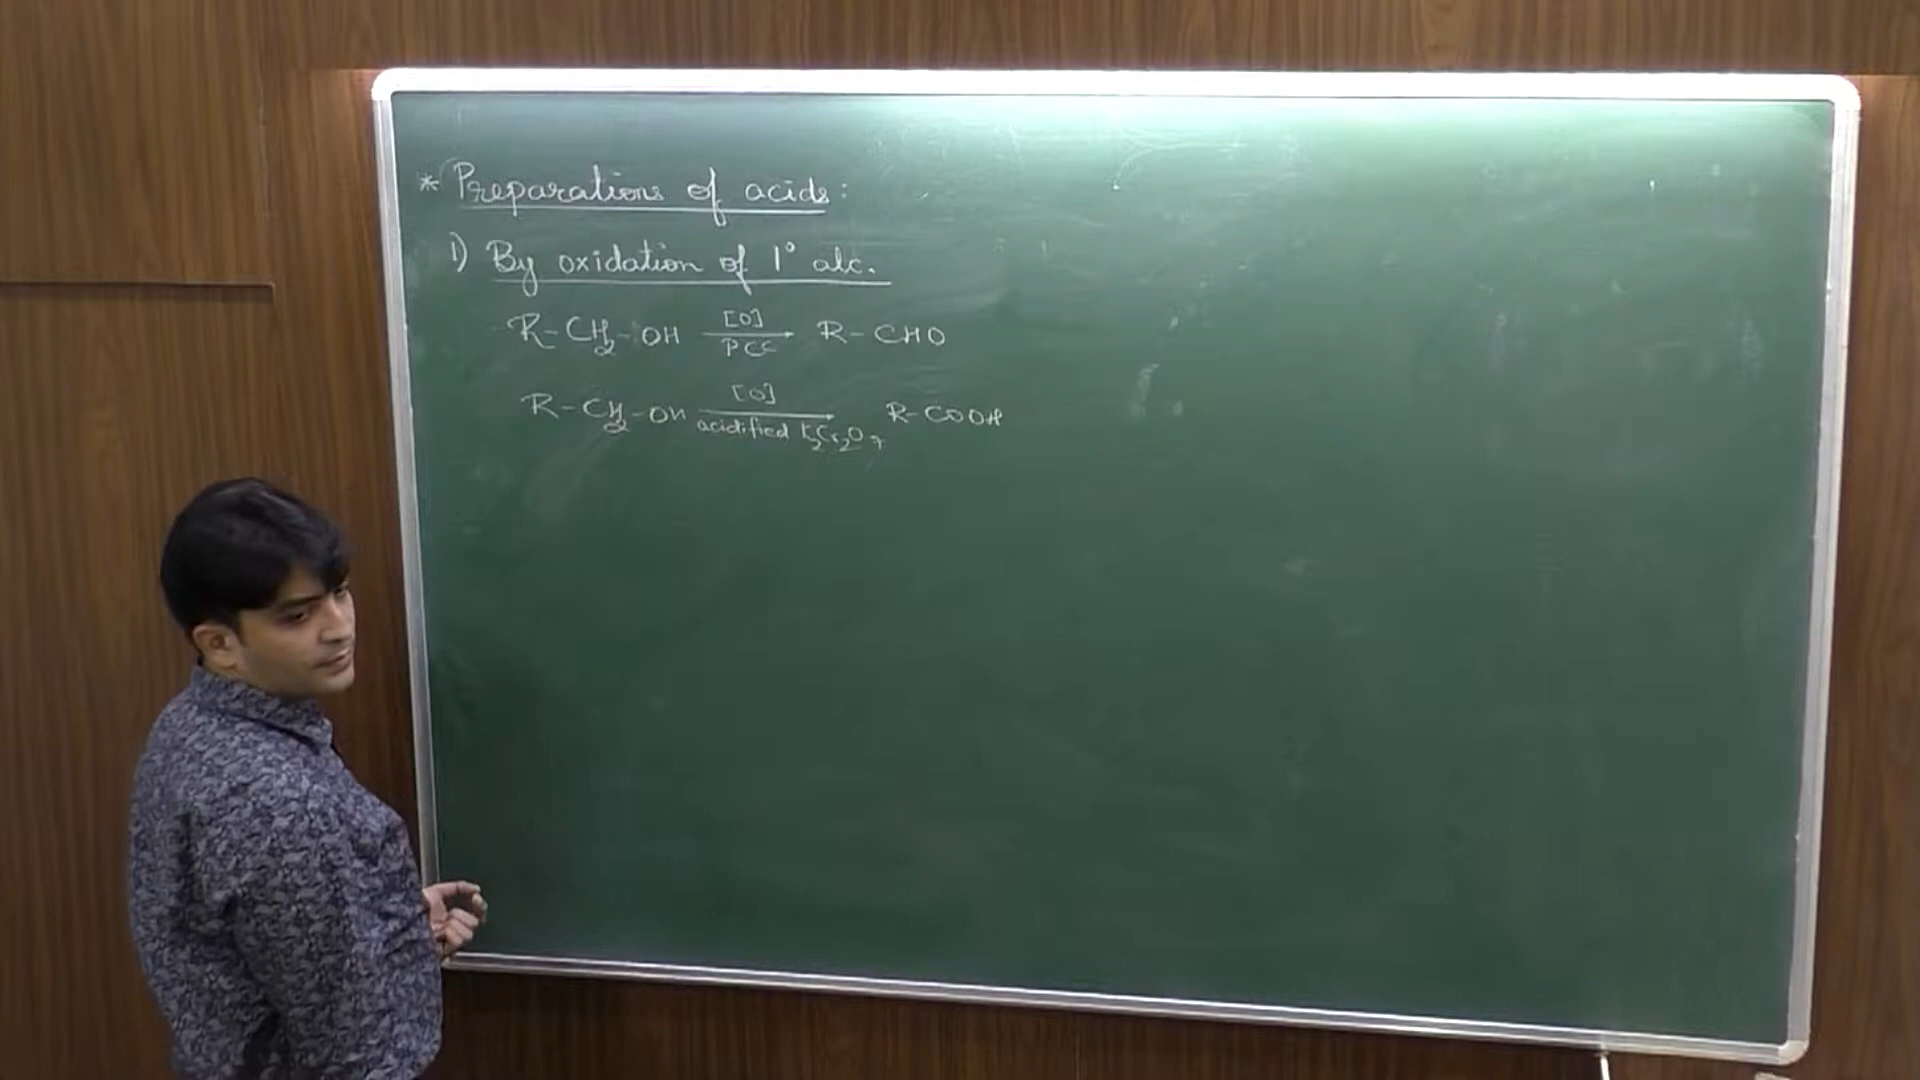 * Preparations of acids:
1) By oxidation of 1° alc.
R-CH₂-OH [O] PCC → R-CHO
R-CH₂-OH [O] acidified K₂Cr₂O₇ → R-COOH